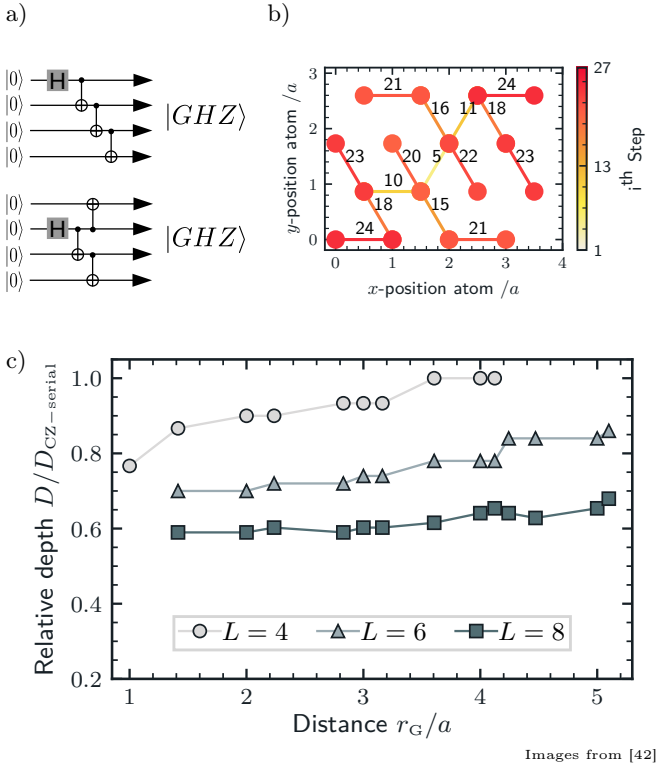 a)
|0⟩ H
|0⟩
|0⟩
|0⟩
|GHZ⟩
|0⟩
|0⟩ H
|0⟩
|0⟩
|GHZ⟩
b)
y-position atom /a
3
2
1
0
21 16 11 24 18
23 20 5 22 23
10
18 15
24 21
0 1 2 3 4
x-position atom /a
27
13
1
iᵗʰ Step
c)
Relative depth D/D_CZ−serial
1.0
0.8
0.6
0.4
0.2
L = 4 L = 6 L = 8
1 2 3 4 5
Distance r_G/a
Images from [42]